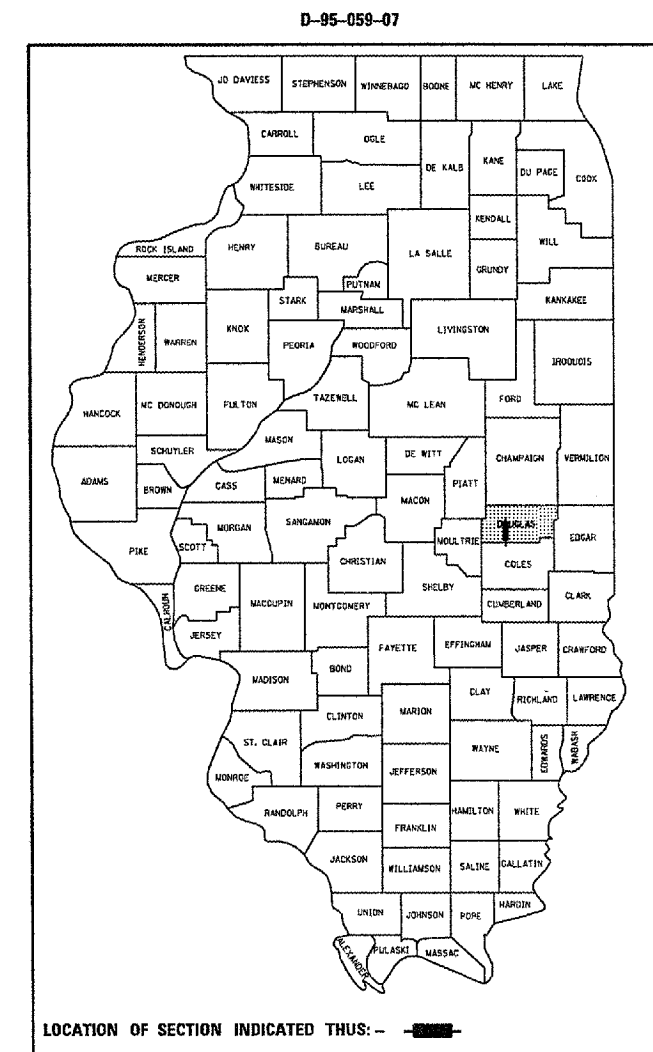 D-95-059-07
JO DAVIESS STEPHENSON WINNEBAGO BOONE MC HENRY LAKE
CARROLL OGLE
DE KALB KANE DU PAGE COOK
WHITESIDE LEE
KENDALL
ROCK ISLAND HENRY BUREAU LA SALLE GRUNDY WILL
MERCER PUTNAM
KANKAKEE
HENDERSON WARREN KNOX STARK MARSHALL
PEORIA WOODFORD LIVINGSTON
IROQUOIS
HANCOCK MC DONOUGH FULTON TAZEWELL MC LEAN FORD
MASON
SCHUYLER LOGAN DE WITT CHAMPAIGN VERMILION
ADAMS BROWN CASS MENARD PIATT
MACON
MORGAN SANGAMON DOUGLAS
PIKE SCOTT CHRISTIAN MOULTRIE EDGAR
COLES
CALHOUN GREENE MACOUPIN MONTGOMERY SHELBY CUMBERLAND CLARK
JERSEY
FAYETTE EFFINGHAM JASPER CRAWFORD
MADISON BOND
CLAY RICHLAND LAWRENCE
CLINTON MARION
ST. CLAIR WAYNE EDWARDS WABASH
WASHINGTON JEFFERSON
MONROE
RANDOLPH PERRY HAMILTON WHITE
FRANKLIN
JACKSON WILLIAMSON SALINE GALLATIN
UNION JOHNSON POPE HARDIN
ALEXANDER PULASKI MASSAC
LOCATION OF SECTION INDICATED THUS: -